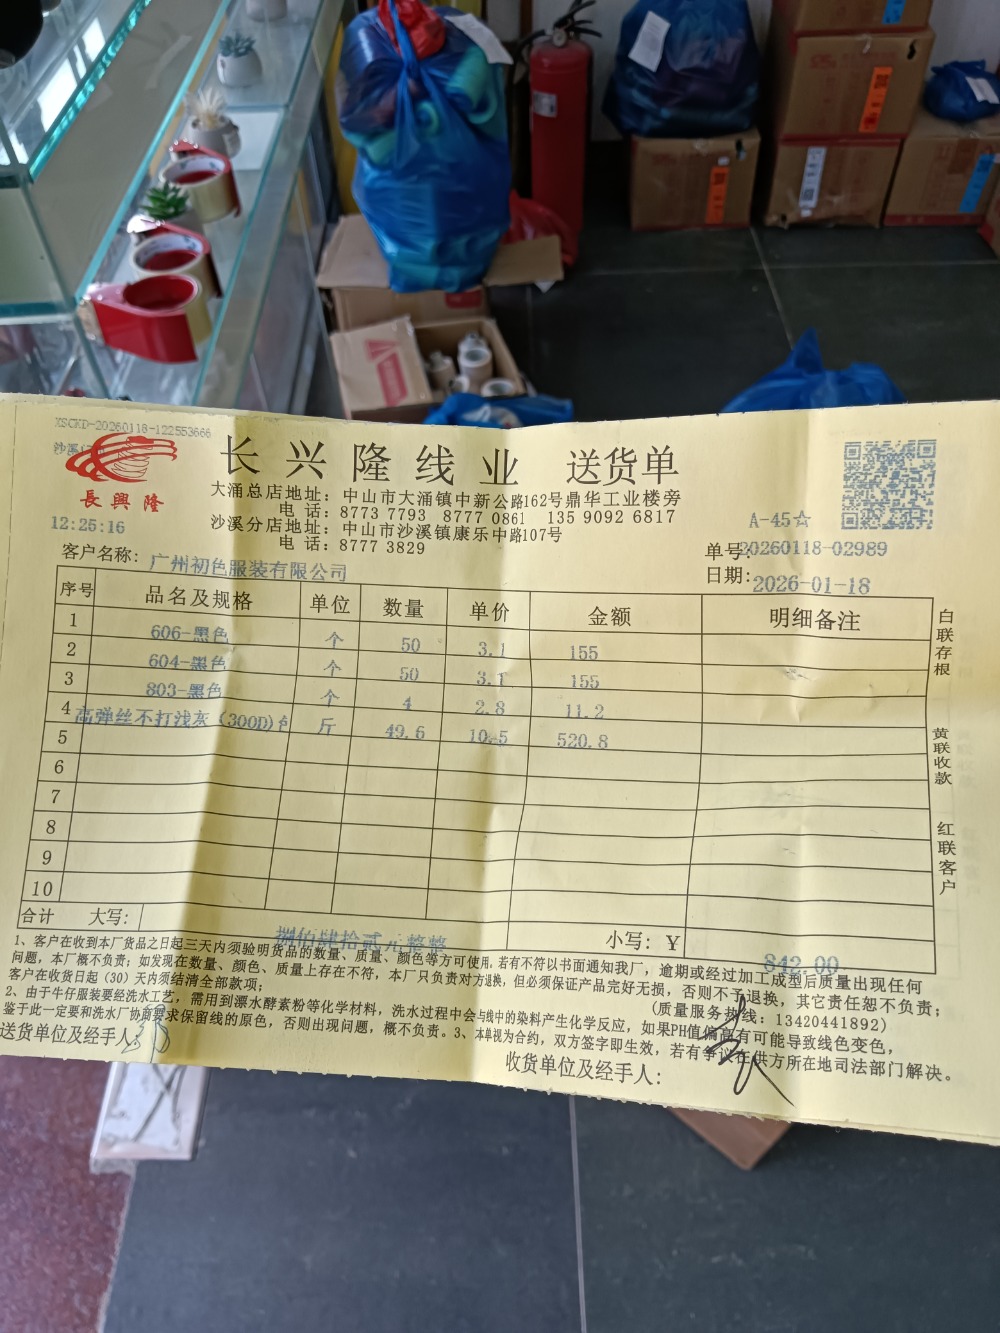 XSCKD-20260118-122553666
沙溪
長興隆
12:25:16
长兴隆线业 送货单
大涌总店地址：中山市大涌镇中新公路162号鼎华工业楼旁
电话：8773 7793 8777 0861 135 9092 6817
沙溪分店地址：中山市沙溪镇康乐中路107号
电话：8777 3829
A-45☆
客户名称：广州初色服装有限公司
单号：20260118-02989
日期：2026-01-18
序号 品名及规格 单位 数量 单价 金额 明细备注
1 606-黑色 个 50 3.1 155
2 604-黑色 个 50 3.1 155
3 803-黑色 个 4 2.8 11.2
4 高弹丝不打浅灰(300D) 斤 49.6 10.5 520.8
5
6
7
8
9
10
合计 大写：捌佰肆拾贰元整 小写：￥842.00
白联存根
黄联收款
红联客户
1、客户在收到本厂货品之日起三天内须验明货品的数量、质量、颜色等方可使用，若有不符以书面通知我厂，逾期或经过加工成型后质量出现任何
问题，本厂概不负责；如发现在数量、颜色、质量上存在不符，本厂只负责对方退换，但必须保证产品完好无损，否则不予退换，其它责任恕不负责；
客户在收货日起（30）天内须结清全部款项；
(质量服务热线：13420441892)
2、由于牛仔服装要经洗水工艺，需用到漂水酵素粉等化学材料，洗水过程中会与线中的染料产生化学反应，如果PH值偏高有可能导致线色变色，
鉴于此一定要和洗水厂协商要求保留线的原色，否则出现问题，概不负责。3、本单视为合约，双方签字即生效，若有争议在供方所在地司法部门解决。
送货单位及经手人：
收货单位及经手人：